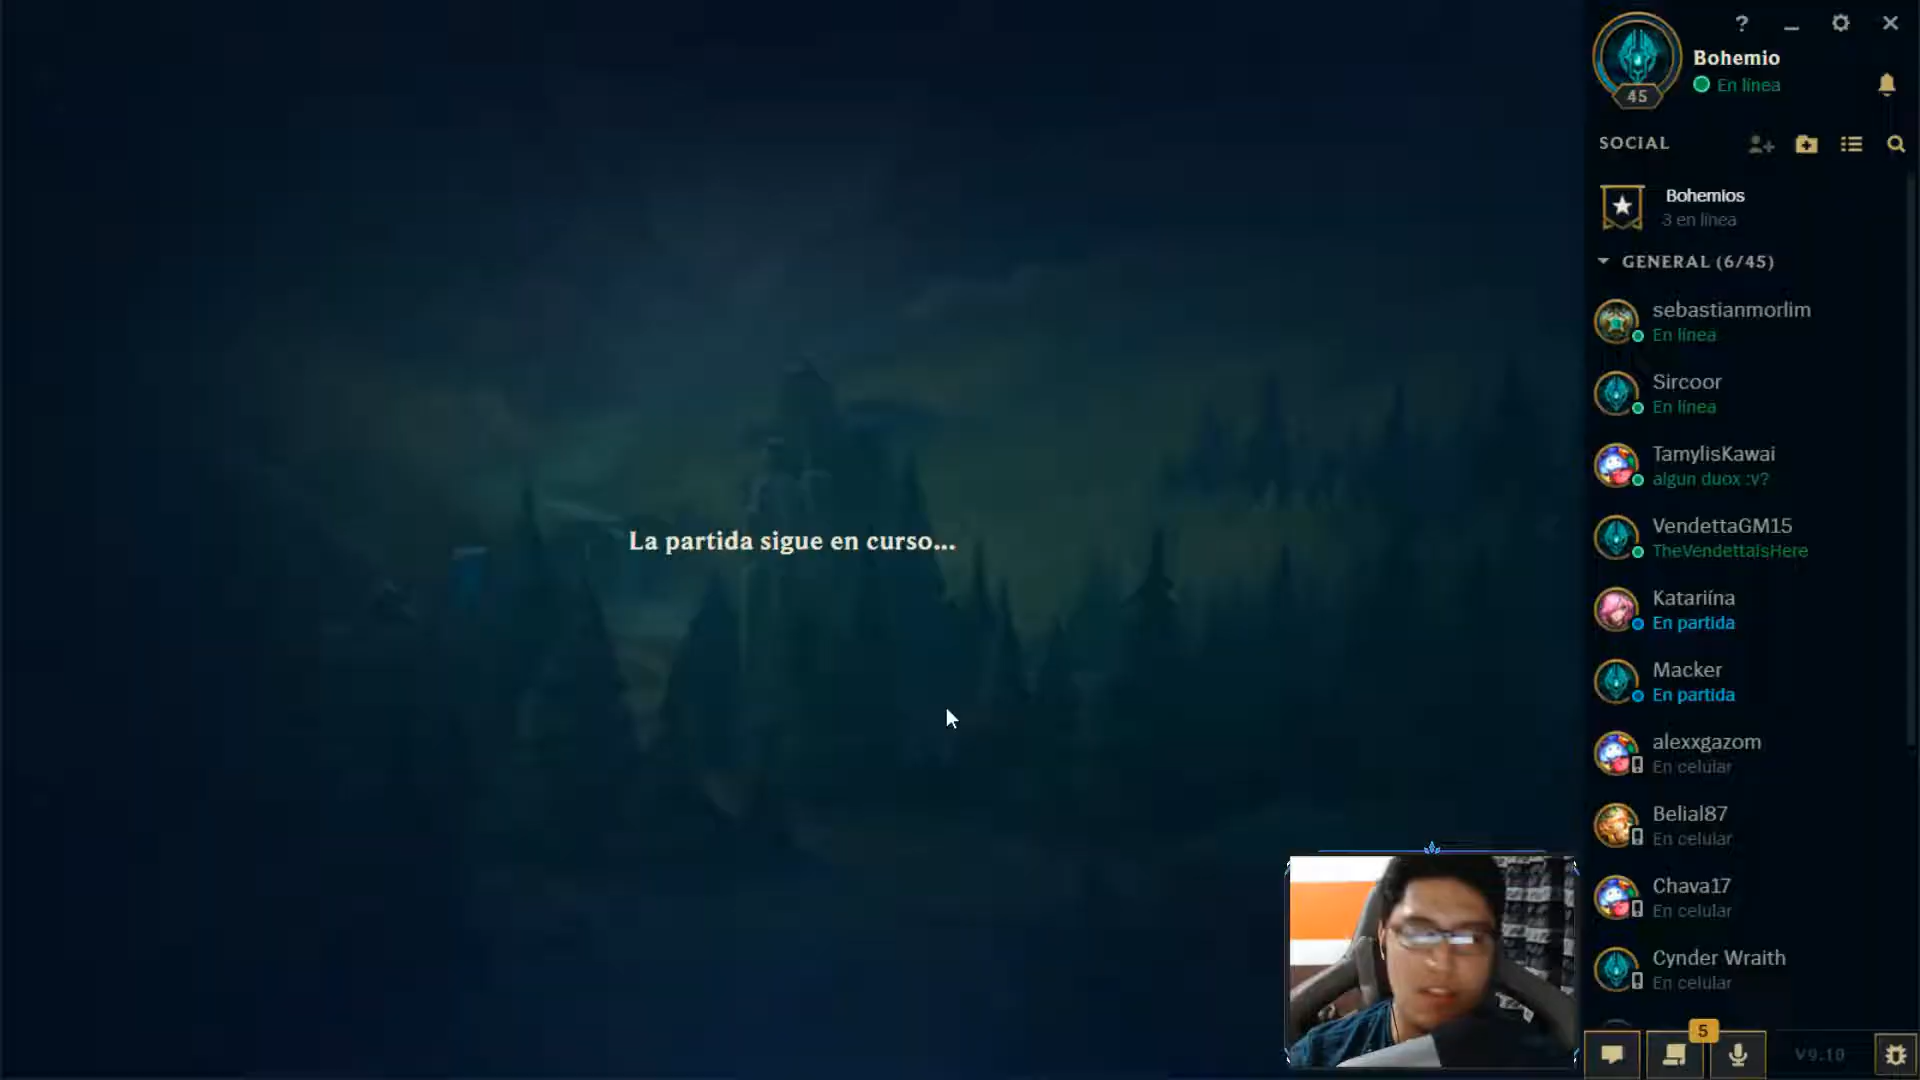 ?
Bohemio
En línea
45
SOCIAL
Bohemios
3 en línea
GENERAL (6/45)
sebastianmorlim
En línea
Sircoor
En línea
TamylisKawai
algun duox :v?
VendettaGM15
TheVendettaIsHere
Katariína
En partida
Macker
En partida
alexxgazom
En celular
Belial87
En celular
Chava17
En celular
Cynder Wraith
En celular
5
V9.10
La partida sigue en curso...